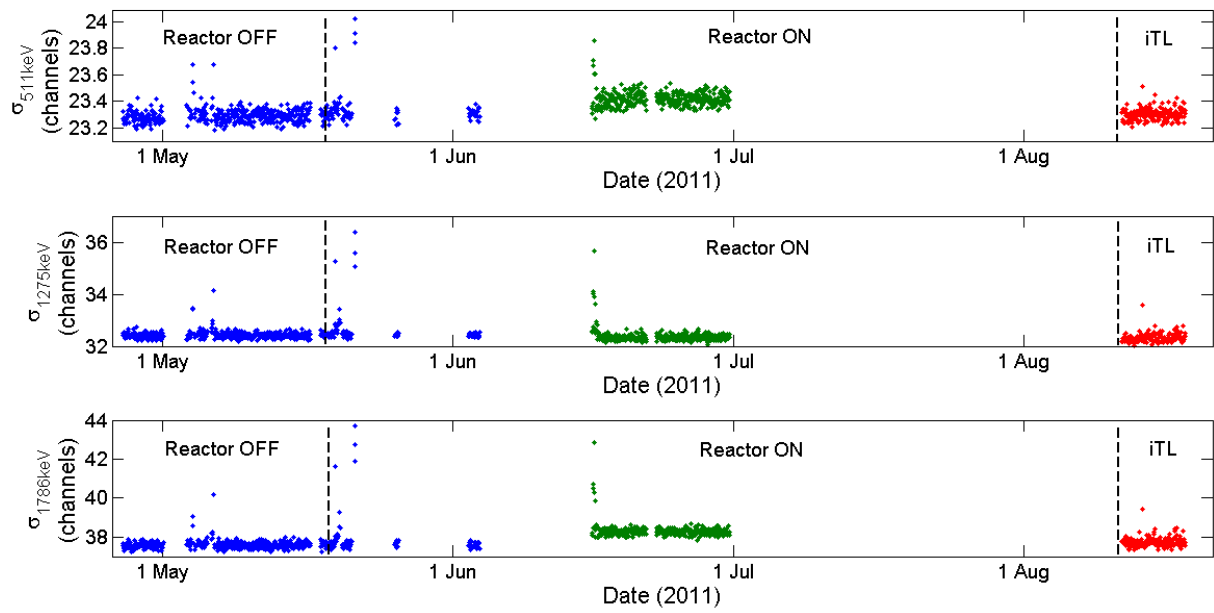 24
23.8
23.6
23.4
23.2
σ511keV
(channels)
Reactor OFF
Reactor ON
iTL
1 May
1 Jun
1 Jul
1 Aug
Date (2011)
36
34
32
σ1275keV
(channels)
Reactor OFF
Reactor ON
iTL
1 May
1 Jun
1 Jul
1 Aug
Date (2011)
44
42
40
38
σ1786keV
(channels)
Reactor OFF
Reactor ON
iTL
1 May
1 Jun
1 Jul
1 Aug
Date (2011)